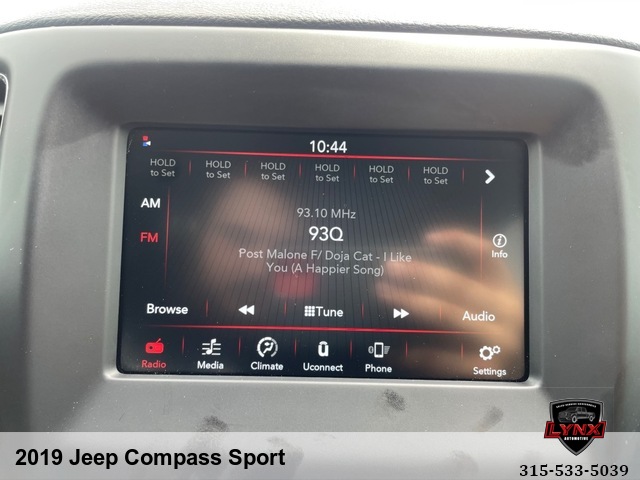 10:44
HOLD to Set HOLD to Set HOLD to Set HOLD to Set HOLD to Set HOLD to Set
AM
93.10 MHz
93Q
FM
Post Malone F/ Doja Cat - I Like
You (A Happier Song)
Info
Browse Tune Audio
Radio Media Climate Uconnect Phone Settings
LYNX
AUTOMOTIVE
2019 Jeep Compass Sport
315-533-5039